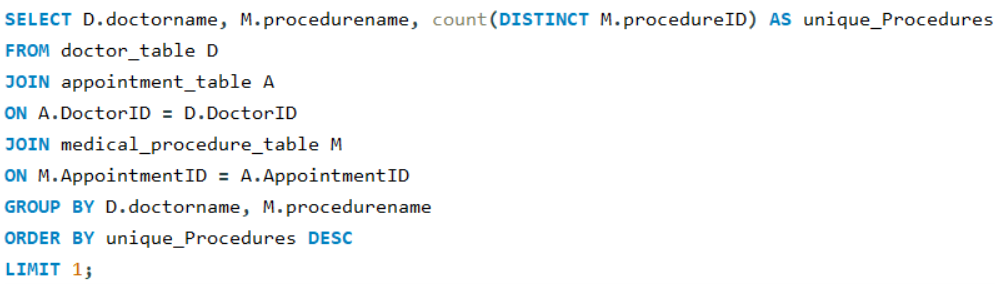 SELECT D.doctorname, M.procedurename, count(DISTINCT M.procedureID) AS unique_Procedures
FROM doctor_table D
JOIN appointment_table A
ON A.DoctorID = D.DoctorID
JOIN medical_procedure_table M
ON M.AppointmentID = A.AppointmentID
GROUP BY D.doctorname, M.procedurename
ORDER BY unique_Procedures DESC
LIMIT 1;